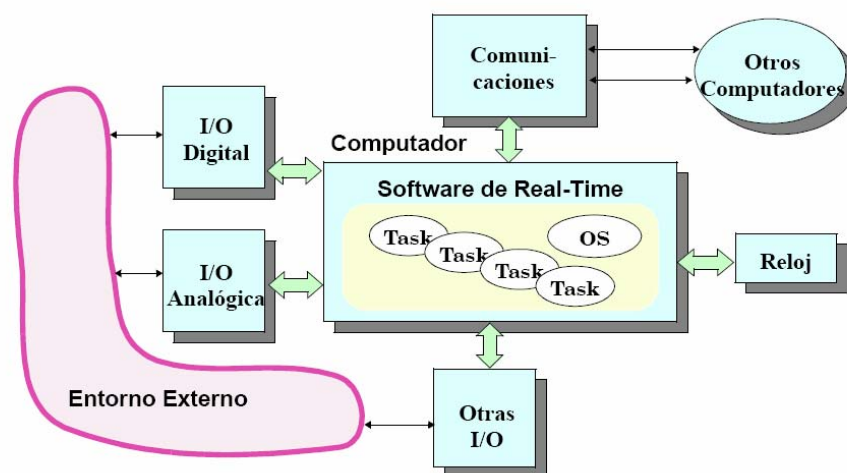 Comuni-
caciones
Otros
Computadores
I/O
Digital
Computador
Software de Real-Time
Task
Task
Task
Task
OS
I/O
Analógica
Reloj
Entorno Externo
Otras
I/O